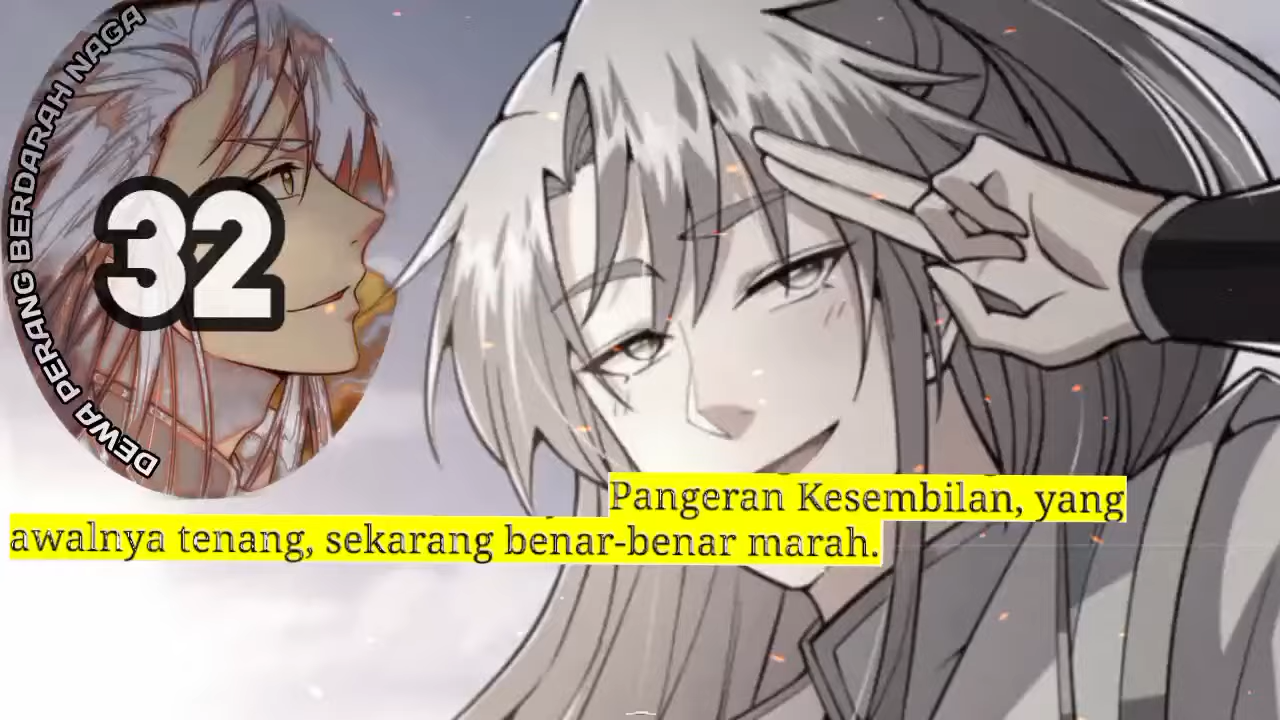 DEWA PERANG BERDARAH NAGA
32
Pangeran Kesembilan, yang
awalnya tenang, sekarang benar-benar marah.